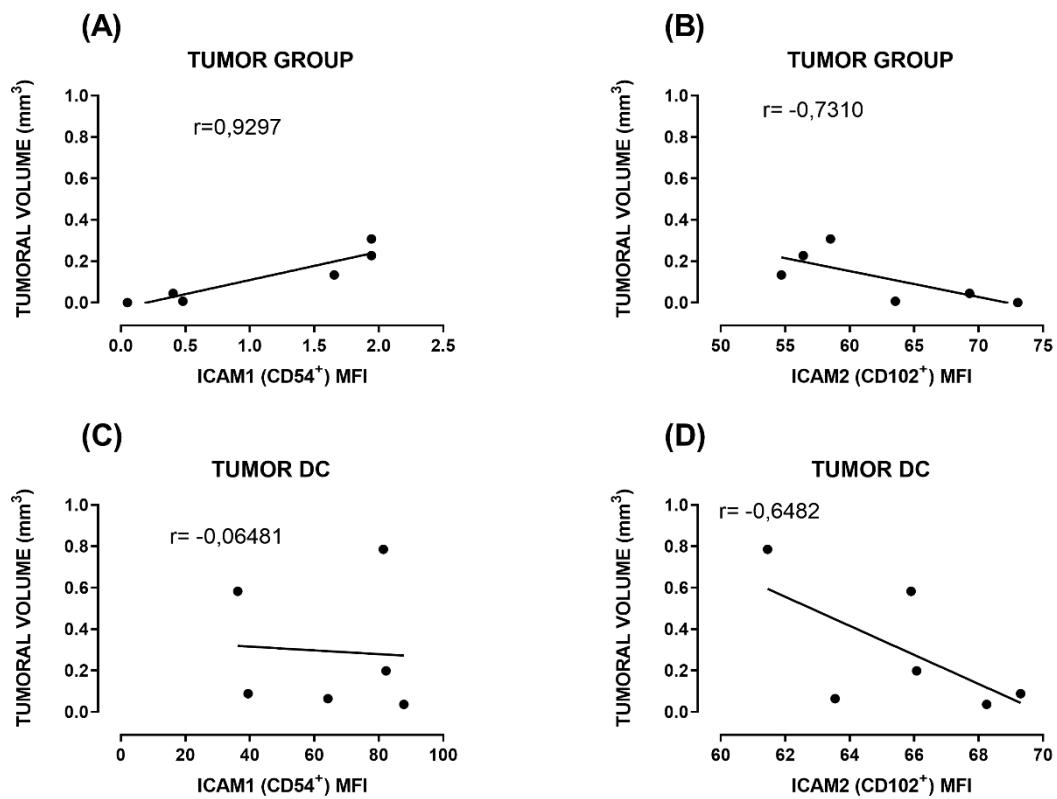 (A)
TUMOR GROUP
TUMORAL VOLUME (mm³)
1.0
0.8
0.6
0.4
0.2
0.0
r=0,9297
0.0 0.5 1.0 1.5 2.0 2.5
ICAM1 (CD54⁺) MFI
(B)
TUMOR GROUP
TUMORAL VOLUME (mm³)
1.0
0.8
0.6
0.4
0.2
0.0
r= -0,7310
50 55 60 65 70 75
ICAM2 (CD102⁺) MFI
(C)
TUMOR DC
TUMORAL VOLUME (mm³)
1.0
0.8
0.6
0.4
0.2
0.0
r= -0,06481
0 20 40 60 80 100
ICAM1 (CD54⁺) MFI
(D)
TUMOR DC
TUMORAL VOLUME (mm³)
1.0
0.8
0.6
0.4
0.2
0.0
r= -0,6482
60 62 64 66 68 70
ICAM2 (CD102⁺) MFI